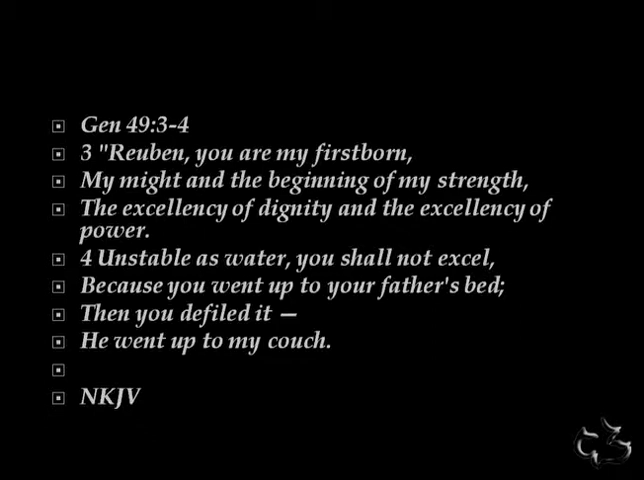 Gen 49:3-4
3 "Reuben, you are my firstborn,
My might and the beginning of my strength,
The excellency of dignity and the excellency of
power.
4 Unstable as water, you shall not excel,
Because you went up to your father's bed;
Then you defiled it —
He went up to my couch.
NKJV